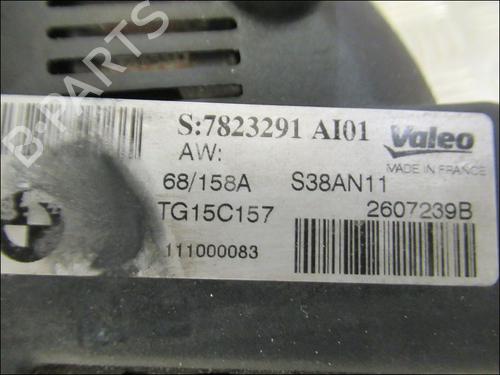 S:7823291 AI01
Valeo
AW:
MADE IN FRANCE
68/158A S38AN11
TG15C157 2607239B
111000083
B-PARTS